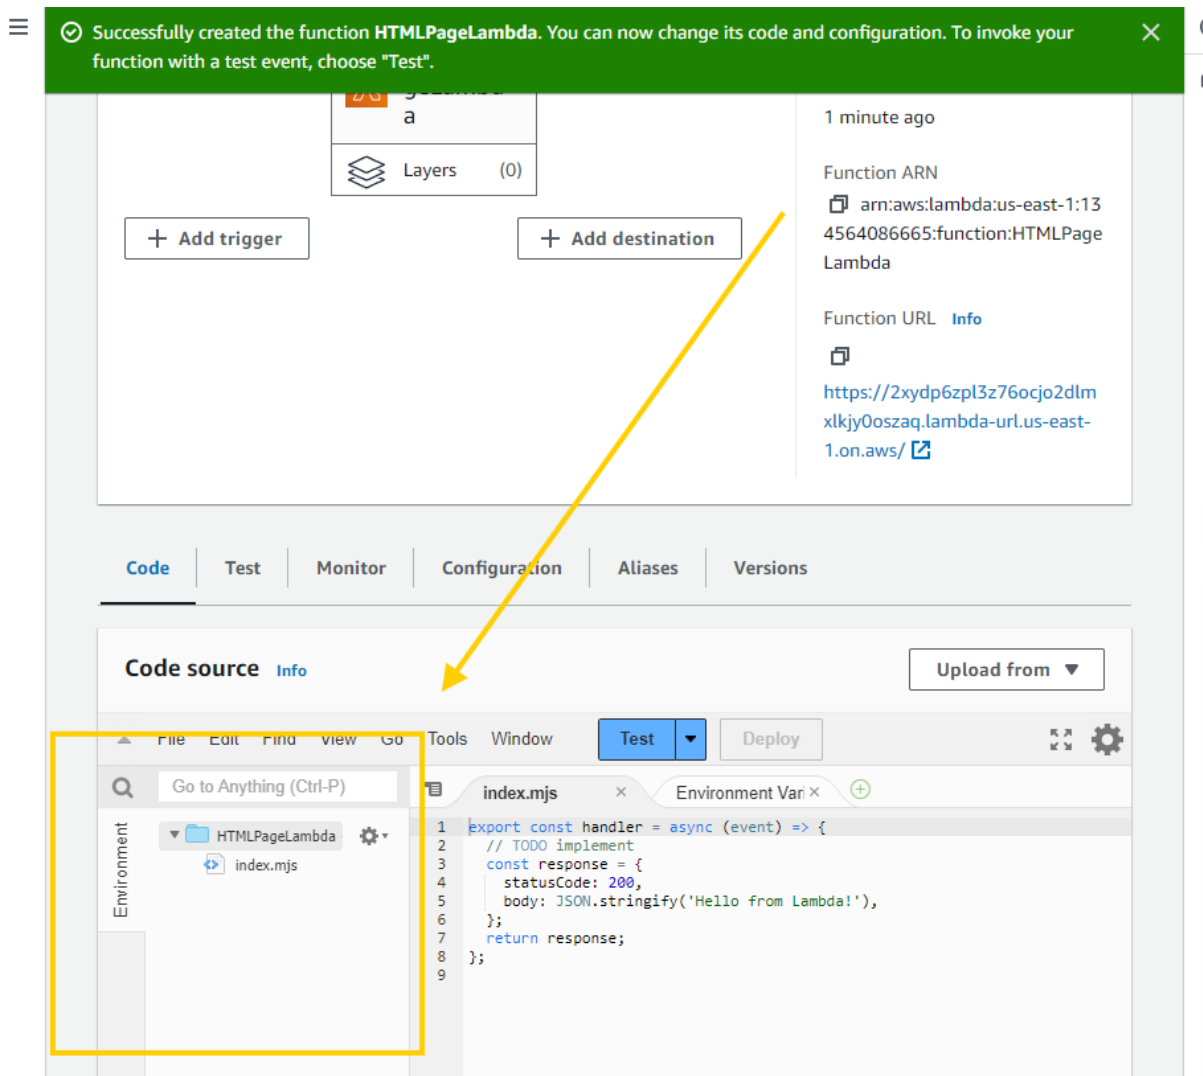 Successfully created the function HTMLPageLambda. You can now change its code and configuration. To invoke your
function with a test event, choose "Test".
a
Layers (0)
+ Add trigger
+ Add destination
1 minute ago
Function ARN
arn:aws:lambda:us-east-1:13
4564086665:function:HTMLPage
Lambda
Function URL Info
https://2xydp6zpl3z76ocjo2dlm
xlkjy0oszaq.lambda-url.us-east-
1.on.aws/
Code Test Monitor Configuration Aliases Versions
Code source Info
Upload from
File Edit Find View Go Tools Window Test Deploy
Go to Anything (Ctrl-P)
Environment
HTMLPageLambda
index.mjs
index.mjs × Environment Vari ×
1 export const handler = async (event) => {
2 // TODO implement
3 const response = {
4 statusCode: 200,
5 body: JSON.stringify('Hello from Lambda!'),
6 };
7 return response;
8 };
9